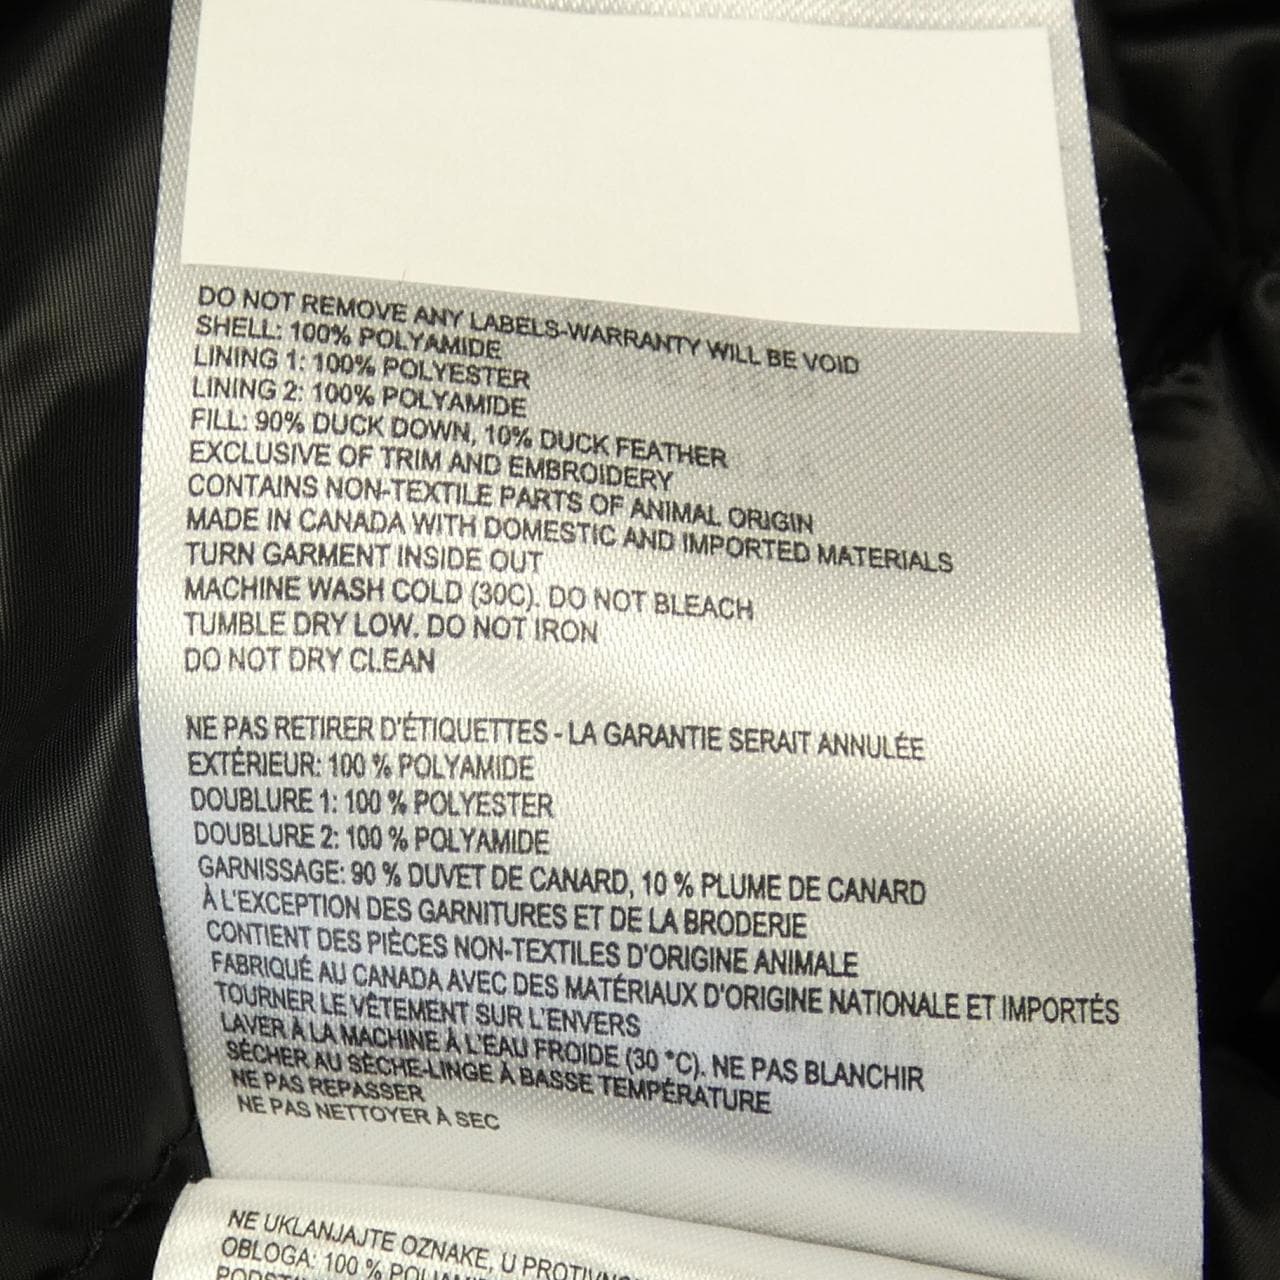 DO NOT REMOVE ANY LABELS-WARRANTY WILL BE VOID
SHELL: 100% POLYAMIDE
LINING 1: 100% POLYESTER
LINING 2: 100% POLYAMIDE
FILL: 90% DUCK DOWN, 10% DUCK FEATHER
EXCLUSIVE OF TRIM AND EMBROIDERY
CONTAINS NON-TEXTILE PARTS OF ANIMAL ORIGIN
MADE IN CANADA WITH DOMESTIC AND IMPORTED MATERIALS
TURN GARMENT INSIDE OUT
MACHINE WASH COLD (30C). DO NOT BLEACH
TUMBLE DRY LOW. DO NOT IRON
DO NOT DRY CLEAN
NE PAS RETIRER D'ÉTIQUETTES - LA GARANTIE SERAIT ANNULÉE
EXTÉRIEUR: 100 % POLYAMIDE
DOUBLURE 1: 100 % POLYESTER
DOUBLURE 2: 100 % POLYAMIDE
GARNISSAGE: 90 % DUVET DE CANARD, 10 % PLUME DE CANARD
À L'EXCEPTION DES GARNITURES ET DE LA BRODERIE
CONTIENT DES PIÈCES NON-TEXTILES D'ORIGINE ANIMALE
FABRIQUÉ AU CANADA AVEC DES MATÉRIAUX D'ORIGINE NATIONALE ET IMPORTÉS
TOURNER LE VÊTEMENT SUR L'ENVERS
LAVER À LA MACHINE À L'EAU FROIDE (30 °C). NE PAS BLANCHIR
SÉCHER AU SÈCHE-LINGE À BASSE TEMPÉRATURE
NE PAS REPASSER
NE PAS NETTOYER À SEC
NE UKLANJAJTE OZNAKE, U
OBLOGA: 100 %